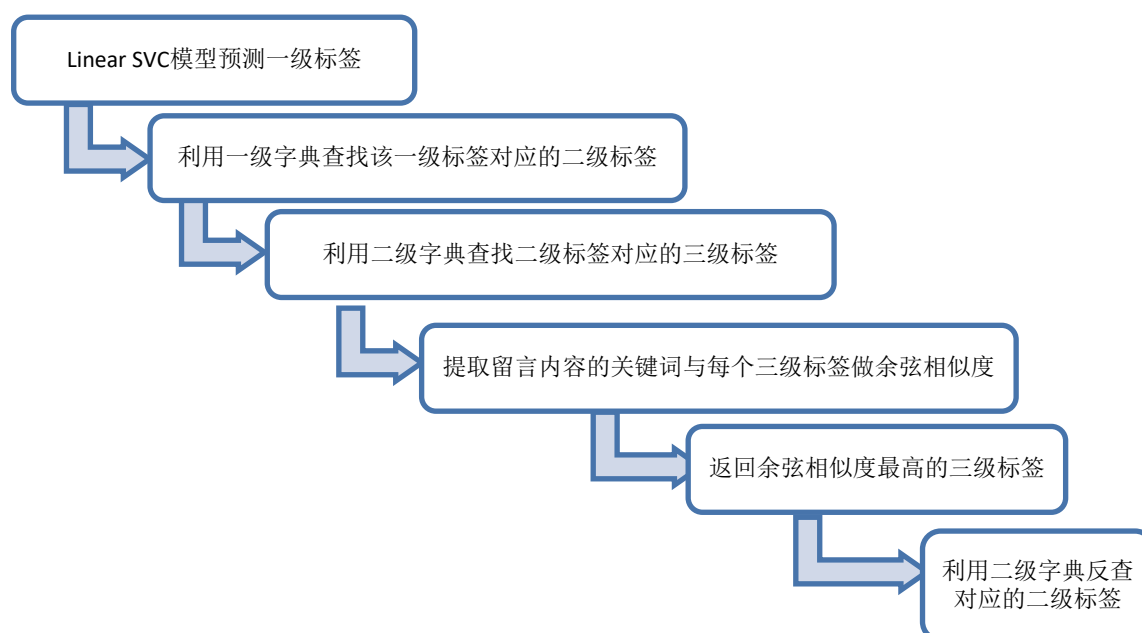 Linear SVC模型预测一级标签
利用一级字典查找该一级标签对应的二级标签
利用二级字典查找二级标签对应的三级标签
提取留言内容的关键词与每个三级标签做余弦相似度
返回余弦相似度最高的三级标签
利用二级字典反查
对应的二级标签